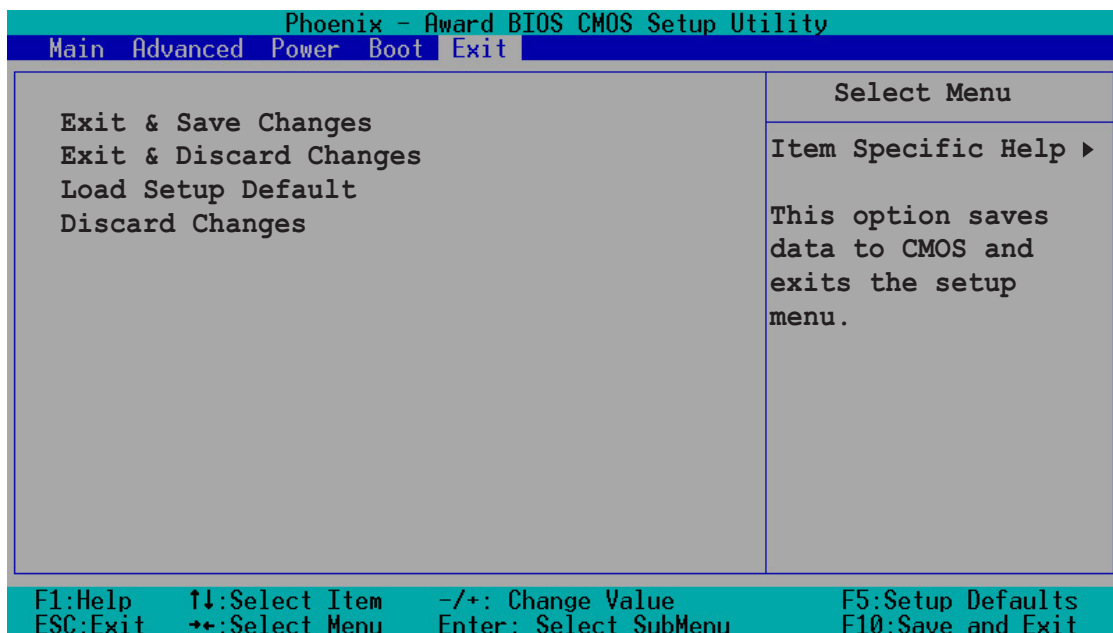 Phoenix - Award BIOS CMOS Setup Utility
Main Advanced Power Boot Exit
Exit & Save Changes
Exit & Discard Changes
Load Setup Default
Discard Changes
Select Menu
Item Specific Help ▸
This option saves
data to CMOS and
exits the setup
menu.
F1:Help ↑↓:Select Item -/+: Change Value F5:Setup Defaults
ESC:Exit →←:Select Menu Enter: Select SubMenu F10:Save and Exit